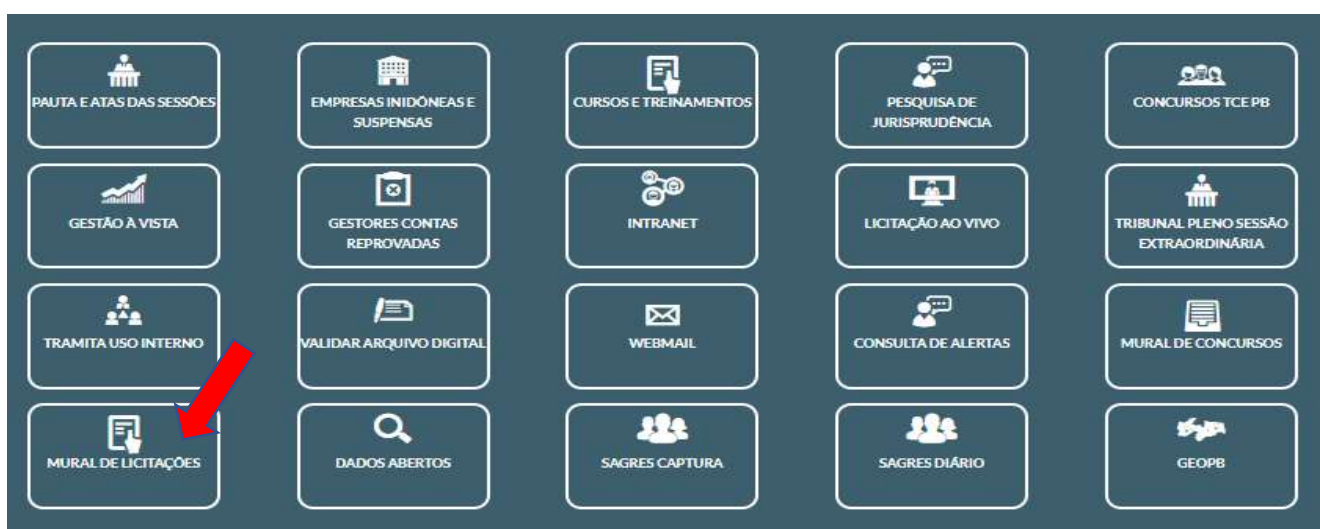 PAUTA E ATAS DAS SESSÕES
EMPRESAS INIDÔNEAS E
SUSPENSAS
CURSOS E TREINAMENTOS
PESQUISA DE
JURISPRUDÊNCIA
CONCURSOS TCE PB
GESTÃO À VISTA
GESTORES CONTAS
REPROVADAS
INTRANET
LICITAÇÃO AO VIVO
TRIBUNAL PLENO SESSÃO
EXTRAORDINÁRIA
TRAMITA USO INTERNO
VALIDAR ARQUIVO DIGITAL
WEBMAIL
CONSULTA DE ALERTAS
MURAL DE CONCURSOS
MURAL DE LICITAÇÕES
DADOS ABERTOS
SAGRES CAPTURA
SAGRES DIÁRIO
GEOPB